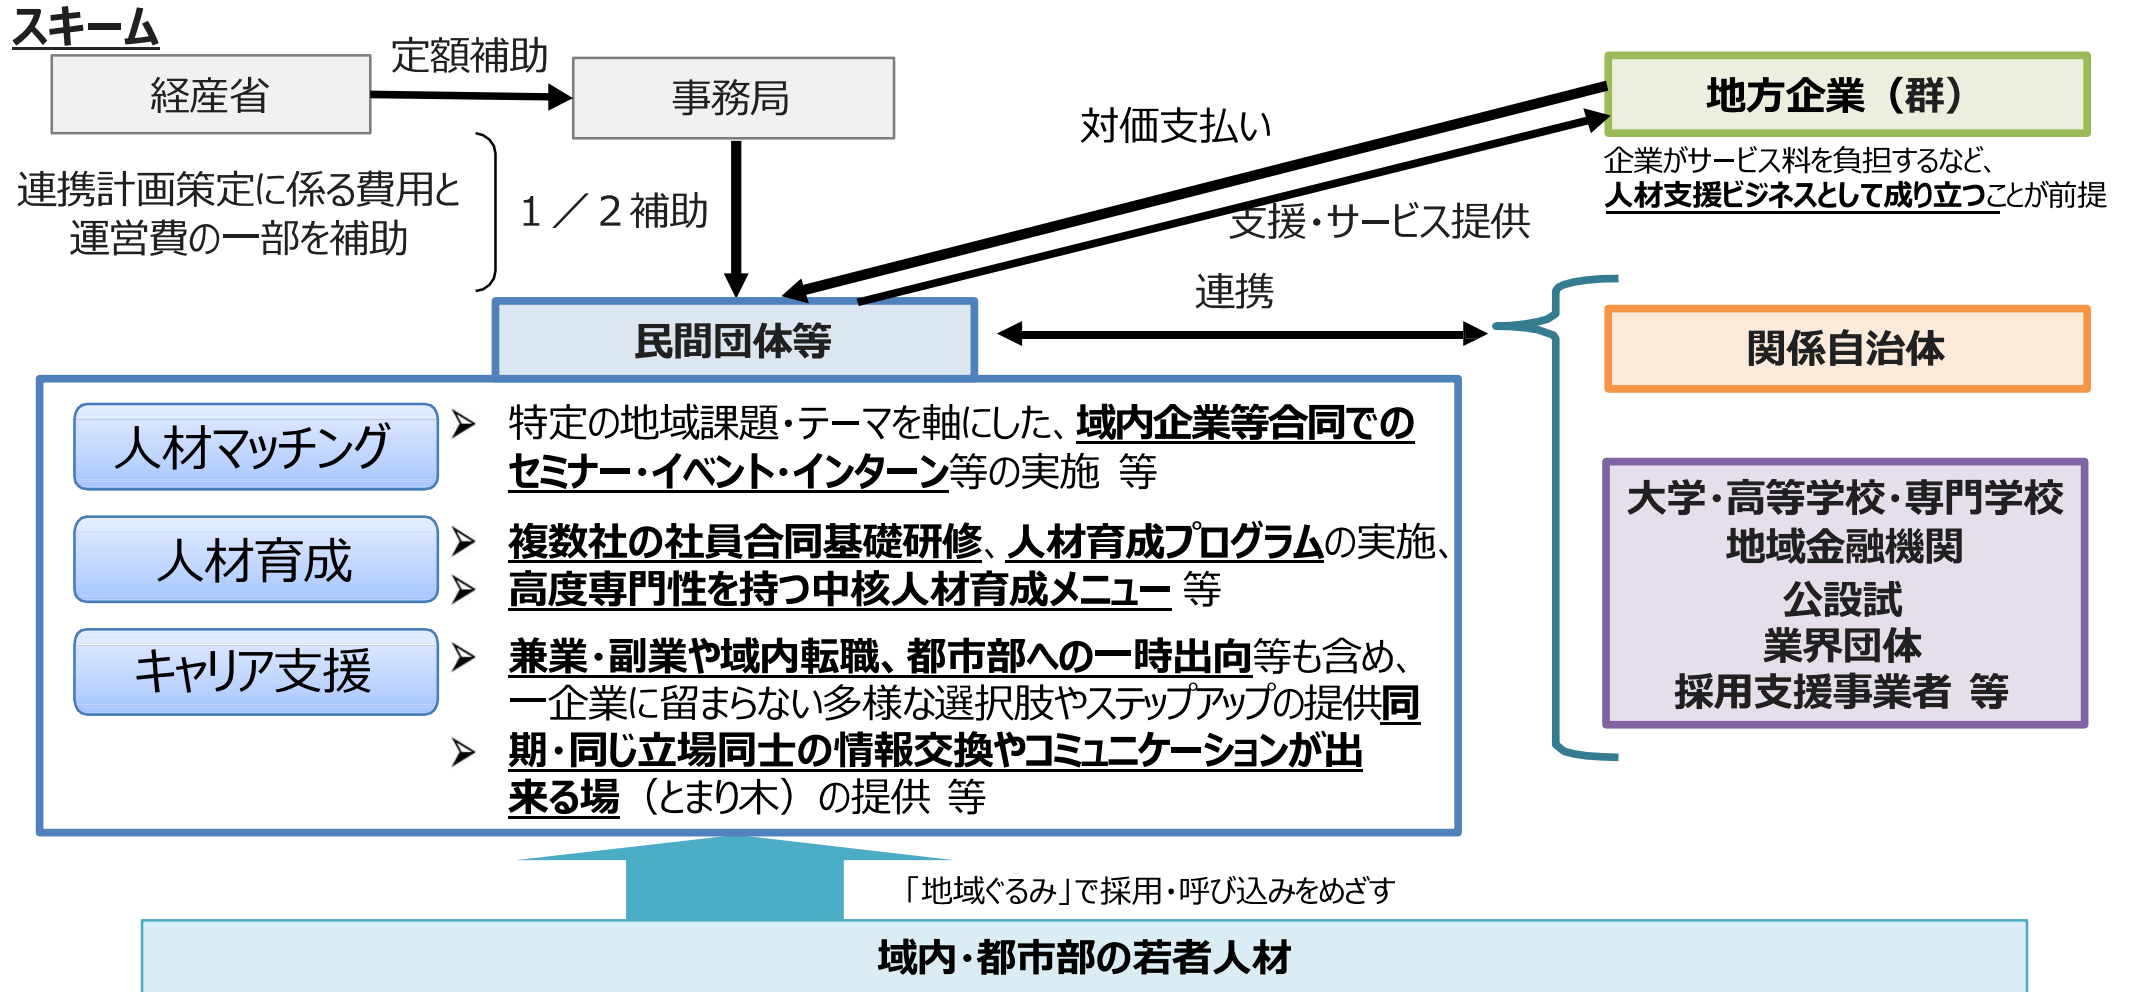 スキーム
経産省
定額補助
事務局
連携計画策定に係る費用と
運営費の一部を補助
１／２補助
対価支払い
支援・サービス提供
地方企業（群）
企業がサービス料を負担するなど、
人材支援ビジネスとして成り立つことが前提
連携
民間団体等
人材マッチング
➢ 特定の地域課題・テーマを軸にした、域内企業等合同での
セミナー・イベント・インターン等の実施 等
人材育成
➢ 複数社の社員合同基礎研修、人材育成プログラムの実施、
➢ 高度専門性を持つ中核人材育成メニュー 等
キャリア支援
➢ 兼業・副業や域内転職、都市部への一時出向等も含め、
一企業に留まらない多様な選択肢やステップアップの提供同
➢ 期・同じ立場同士の情報交換やコミュニケーションが出
来る場（とまり木）の提供 等
関係自治体
大学・高等学校・専門学校
地域金融機関
公設試
業界団体
採用支援事業者 等
「地域ぐるみ」で採用・呼び込みをめざす
域内・都市部の若者人材